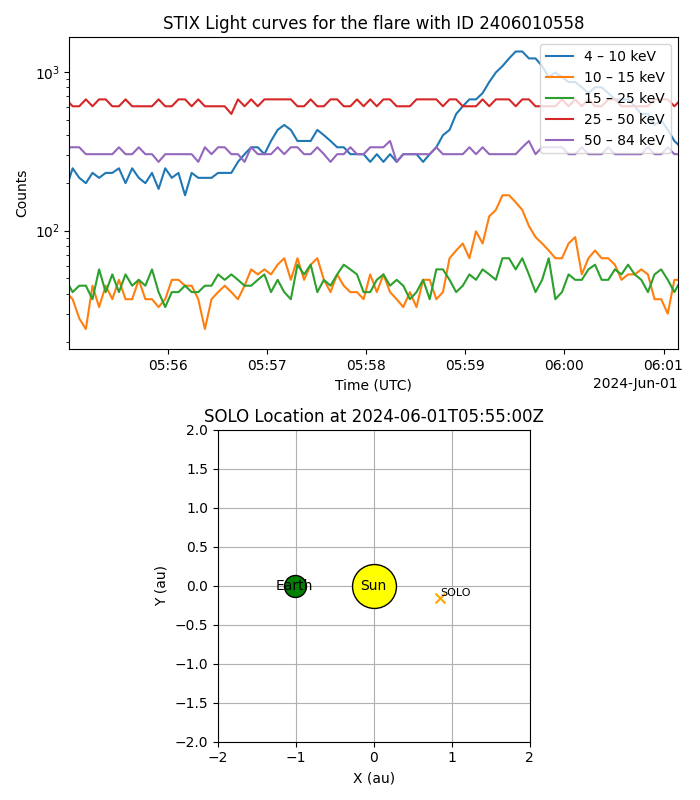 STIX Light curves for the flare with ID 2406010558
Counts
10³
10²
4 – 10 keV
10 – 15 keV
15 – 25 keV
25 – 50 keV
50 – 84 keV
05:56 05:57 05:58 05:59 06:00 06:01
Time (UTC)
2024-Jun-01
SOLO Location at 2024-06-01T05:55:00Z
Y (au)
2.0
1.5
1.0
0.5
0.0
−0.5
−1.0
−1.5
−2.0
Earth Sun
SOLO
−2 −1 0 1 2
X (au)